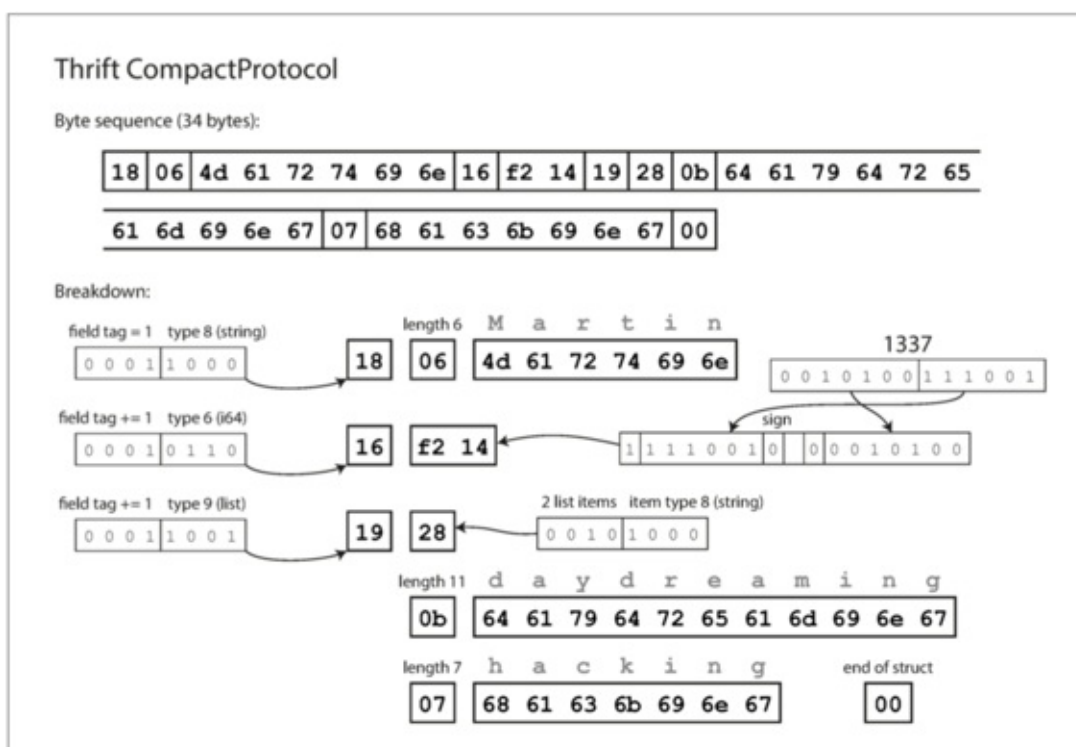 Thrift CompactProtocol
Byte sequence (34 bytes):
18 06 4d 61 72 74 69 6e 16 f2 14 19 28 0b 64 61 79 64 72 65
61 6d 69 6e 67 07 68 61 63 6b 69 6e 67 00
Breakdown:
field tag = 1 type 8 (string)
0 0 0 1 1 0 0 0
18
length 6
06
M a r t i n
4d 61 72 74 69 6e
1337
0 0 1 0 1 0 0 1 1 1 0 0 1
field tag += 1 type 6 (i64)
0 0 0 1 0 1 1 0
16
f2 14
sign
1 1 1 1 0 0 1 0 0 0 0 1 0 1 0 0
field tag += 1 type 9 (list)
0 0 0 1 1 0 0 1
19
28
2 list items item type 8 (string)
0 0 1 0 1 0 0 0
length 11
0b
d a y d r e a m i n g
64 61 79 64 72 65 61 6d 69 6e 67
length 7
07
h a c k i n g
68 61 63 6b 69 6e 67
end of struct
00